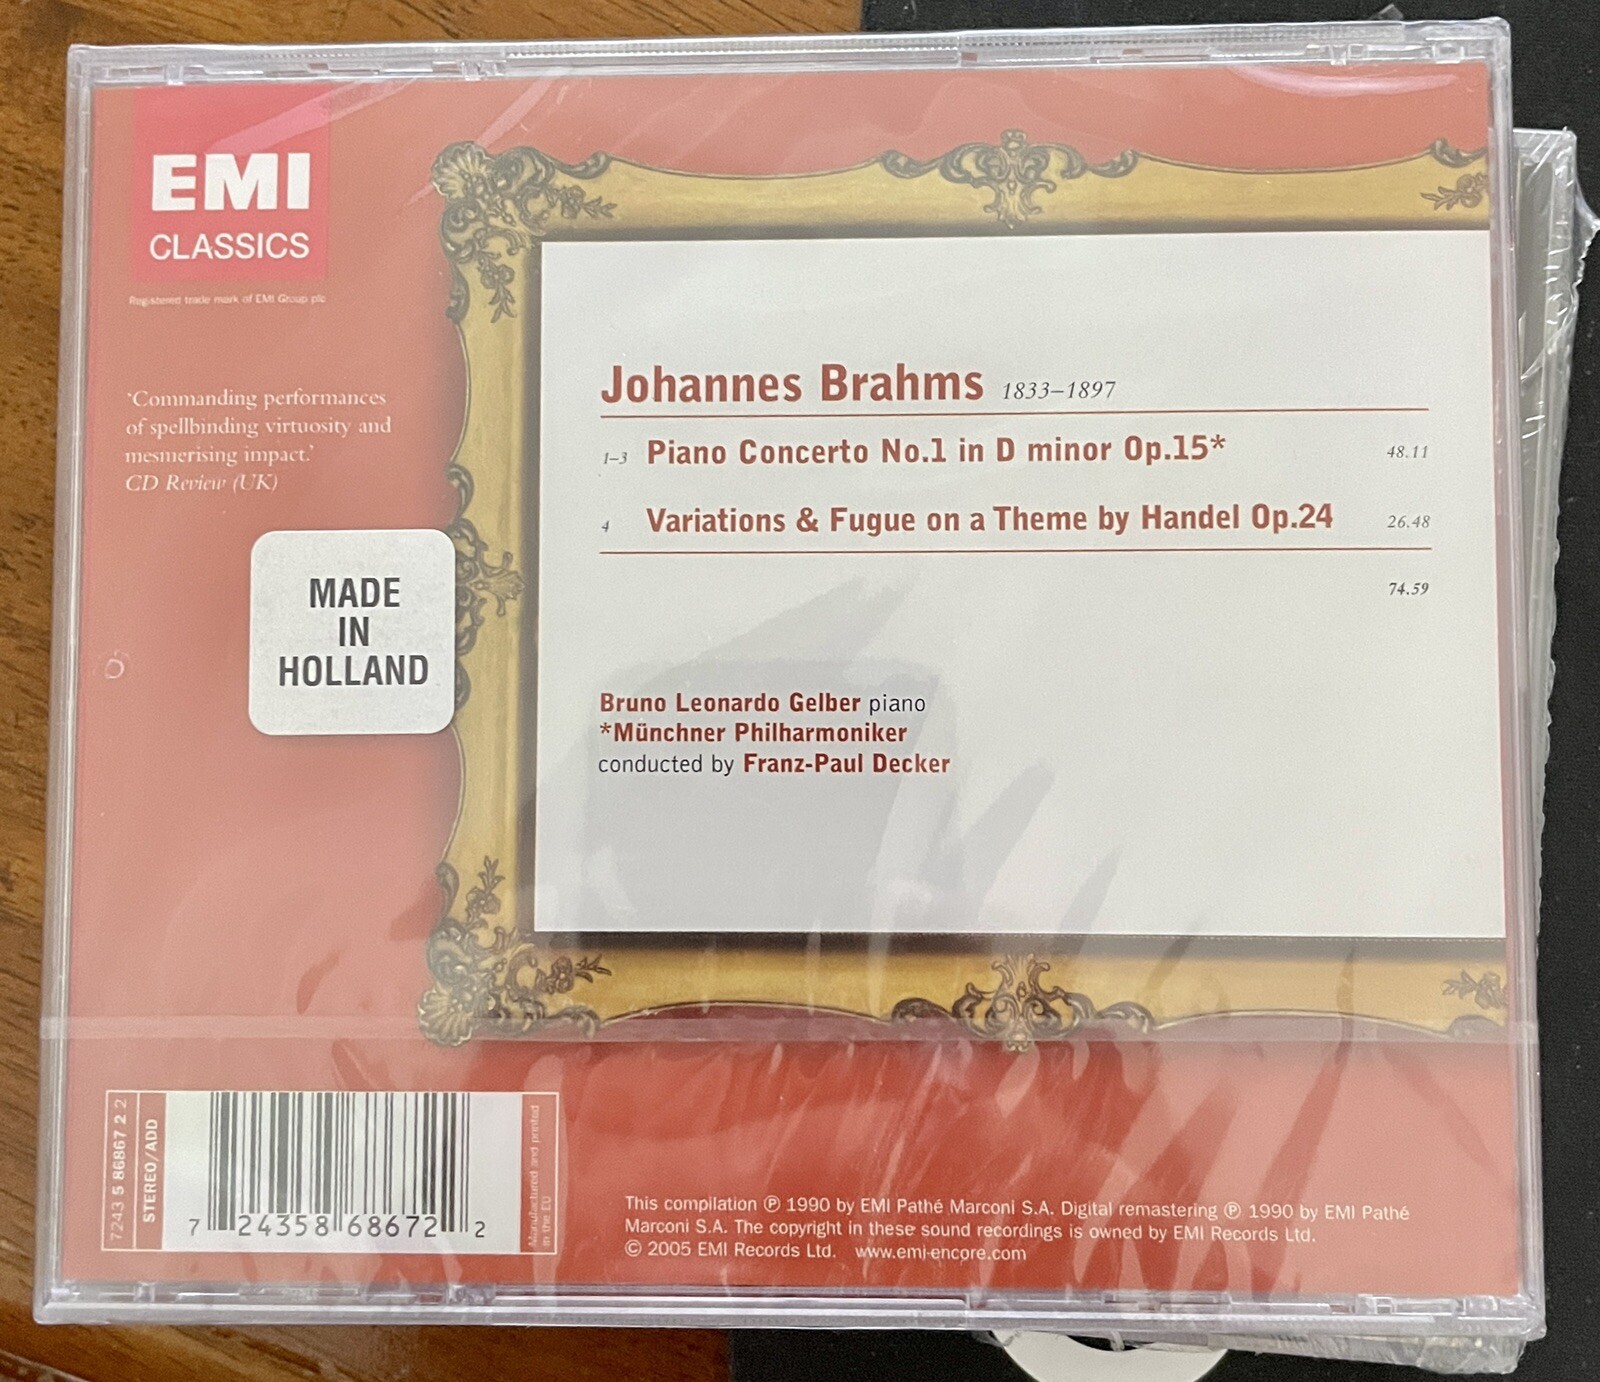 EMI
CLASSICS
Registered trade mark of EMI Group plc
'Commanding performances
of spellbinding virtuosity and
mesmerising impact.'
CD Review (UK)
MADE
IN
HOLLAND
Johannes Brahms 1833–1897
1–3 Piano Concerto No.1 in D minor Op.15* 48.11
4 Variations & Fugue on a Theme by Handel Op.24 26.48
74.59
Bruno Leonardo Gelber piano
*Münchner Philharmoniker
conducted by Franz-Paul Decker
7243 5 86867 2 2
STEREO/ADD
7 24358 68672 2
Manufactured and printed
in the EU
This compilation ℗ 1990 by EMI Pathé Marconi S.A. Digital remastering ℗ 1990 by EMI Pathé
Marconi S.A. The copyright in these sound recordings is owned by EMI Records Ltd.
© 2005 EMI Records Ltd. www.emi-encore.com